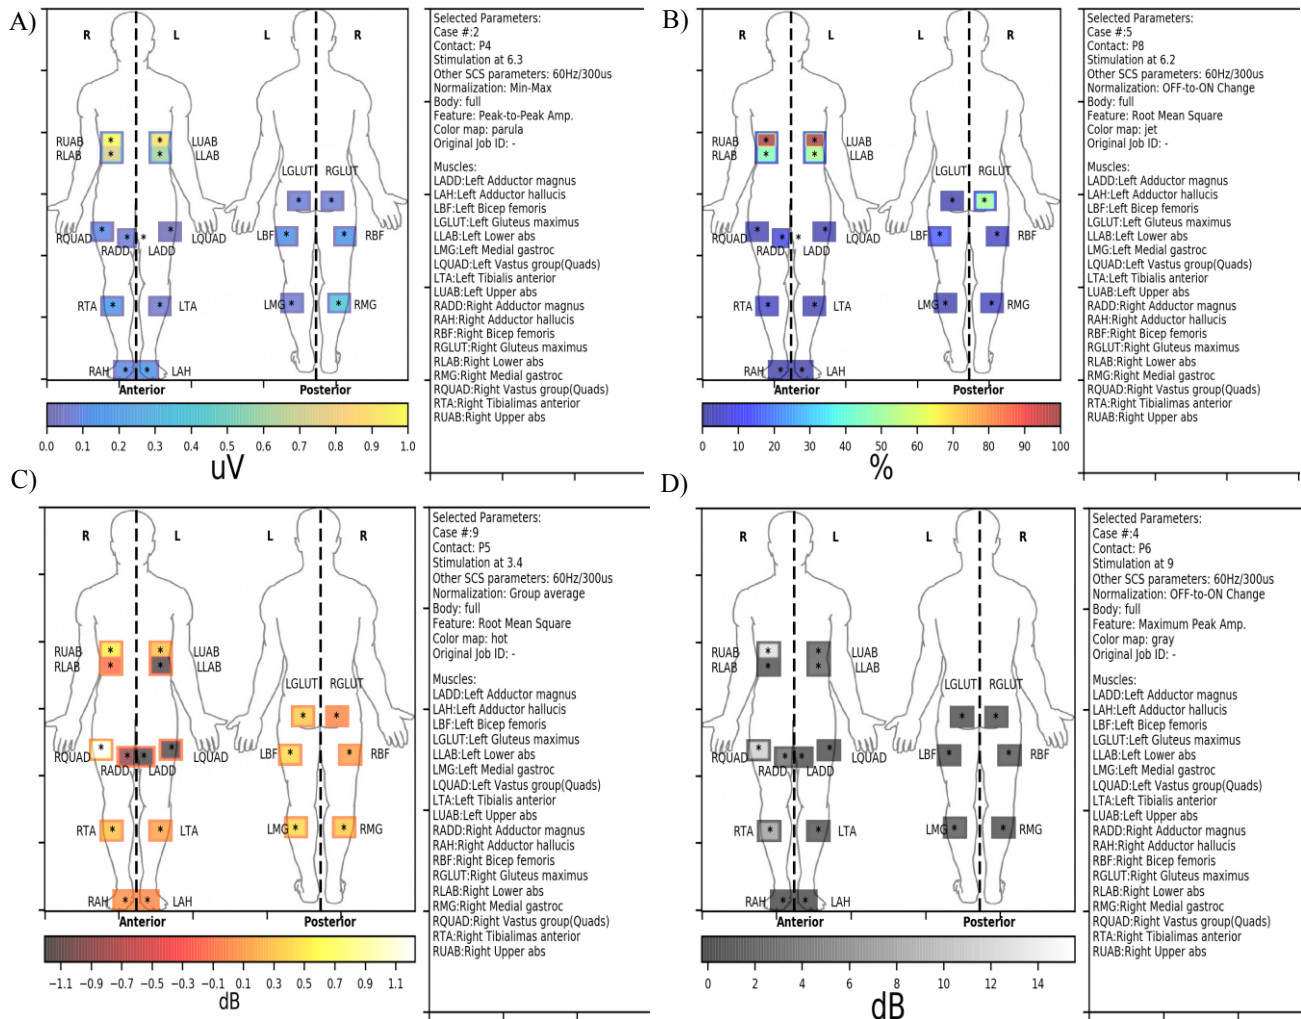 A)
R L L R
RUAB LUAB
RLAB LLAB
LGLUT RGLUT
RQUAD LQUAD LBF RBF
RADD LADD
RTA LTA LMG RMG
RAH LAH
Anterior Posterior
0.0 0.1 0.2 0.3 0.4 0.5 0.6 0.7 0.8 0.9 1.0
uV
Selected Parameters:
Case #:2
Contact: P4
Stimulation at 6.3
Other SCS parameters: 60Hz/300us
Normalization: Min-Max
Body: full
Feature: Peak-to-Peak Amp.
Color map: parula
Original Job ID: -
Muscles:
LADD:Left Adductor magnus
LAH:Left Adductor hallucis
LBF:Left Bicep femoris
LGLUT:Left Gluteus maximus
LLAB:Left Lower abs
LMG:Left Medial gastroc
LQUAD:Left Vastus group(Quads)
LTA:Left Tibialis anterior
LUAB:Left Upper abs
RADD:Right Adductor magnus
RAH:Right Adductor hallucis
RBF:Right Bicep femoris
RGLUT:Right Gluteus maximus
RLAB:Right Lower abs
RMG:Right Medial gastroc
RQUAD:Right Vastus group(Quads)
RTA:Right Tibialimas anterior
RUAB:Right Upper abs
B)
R L L R
RUAB LUAB
RLAB LLAB
LGLUT RGLUT
RQUAD LQUAD LBF RBF
RADD LADD
RTA LTA LMG RMG
RAH LAH
Anterior Posterior
0 10 20 30 40 50 60 70 80 90 100
%
Selected Parameters:
Case #:5
Contact: P8
Stimulation at 6.2
Other SCS parameters: 60Hz/300us
Normalization: OFF-to-ON Change
Body: full
Feature: Root Mean Square
Color map: jet
Original Job ID: -
Muscles:
LADD:Left Adductor magnus
LAH:Left Adductor hallucis
LBF:Left Bicep femoris
LGLUT:Left Gluteus maximus
LLAB:Left Lower abs
LMG:Left Medial gastroc
LQUAD:Left Vastus group(Quads)
LTA:Left Tibialis anterior
LUAB:Left Upper abs
RADD:Right Adductor magnus
RAH:Right Adductor hallucis
RBF:Right Bicep femoris
RGLUT:Right Gluteus maximus
RLAB:Right Lower abs
RMG:Right Medial gastroc
RQUAD:Right Vastus group(Quads)
RTA:Right Tibialimas anterior
RUAB:Right Upper abs
C)
R L L R
RUAB LUAB
RLAB LLAB
LGLUT RGLUT
RQUAD LQUAD LBF RBF
RADD LADD
RTA LTA LMG RMG
RAH LAH
Anterior Posterior
−1.1 −0.9 −0.7 −0.5 −0.3 −0.1 0.1 0.3 0.5 0.7 0.9 1.1
dB
Selected Parameters:
Case #:9
Contact: P5
Stimulation at 3.4
Other SCS parameters: 60Hz/300us
Normalization: Group average
Body: full
Feature: Root Mean Square
Color map: hot
Original Job ID: -
Muscles:
LADD:Left Adductor magnus
LAH:Left Adductor hallucis
LBF:Left Bicep femoris
LGLUT:Left Gluteus maximus
LLAB:Left Lower abs
LMG:Left Medial gastroc
LQUAD:Left Vastus group(Quads)
LTA:Left Tibialis anterior
LUAB:Left Upper abs
RADD:Right Adductor magnus
RAH:Right Adductor hallucis
RBF:Right Bicep femoris
RGLUT:Right Gluteus maximus
RLAB:Right Lower abs
RMG:Right Medial gastroc
RQUAD:Right Vastus group(Quads)
RTA:Right Tibialimas anterior
RUAB:Right Upper abs
D)
R L L R
RUAB LUAB
RLAB LLAB
LGLUT RGLUT
RQUAD LQUAD LBF RBF
RADD LADD
RTA LTA LMG RMG
RAH LAH
Anterior Posterior
0 2 4 6 8 10 12 14
dB
Selected Parameters:
Case #:4
Contact: P6
Stimulation at 9
Other SCS parameters: 60Hz/300us
Normalization: OFF-to-ON Change
Body: full
Feature: Maximum Peak Amp.
Color map: gray
Original Job ID: -
Muscles:
LADD:Left Adductor magnus
LAH:Left Adductor hallucis
LBF:Left Bicep femoris
LGLUT:Left Gluteus maximus
LLAB:Left Lower abs
LMG:Left Medial gastroc
LQUAD:Left Vastus group(Quads)
LTA:Left Tibialis anterior
LUAB:Left Upper abs
RADD:Right Adductor magnus
RAH:Right Adductor hallucis
RBF:Right Bicep femoris
RGLUT:Right Gluteus maximus
RLAB:Right Lower abs
RMG:Right Medial gastroc
RQUAD:Right Vastus group(Quads)
RTA:Right Tibialimas anterior
RUAB:Right Upper abs